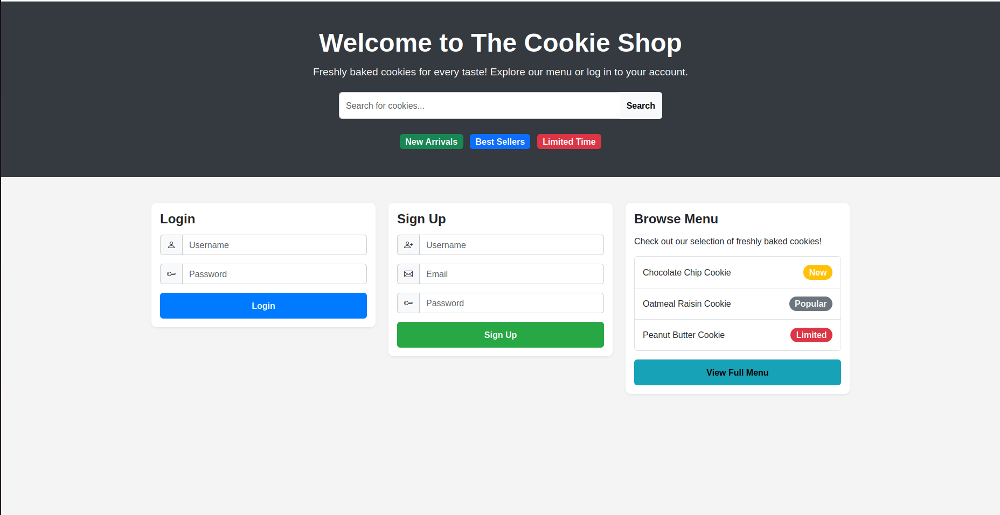 Welcome to The Cookie Shop
Freshly baked cookies for every taste! Explore our menu or log in to your account.
Search for cookies... Search
New Arrivals Best Sellers Limited Time
Login
Username
Password
Login
Sign Up
Username
Email
Password
Sign Up
Browse Menu
Check out our selection of freshly baked cookies!
Chocolate Chip Cookie New
Oatmeal Raisin Cookie Popular
Peanut Butter Cookie Limited
View Full Menu